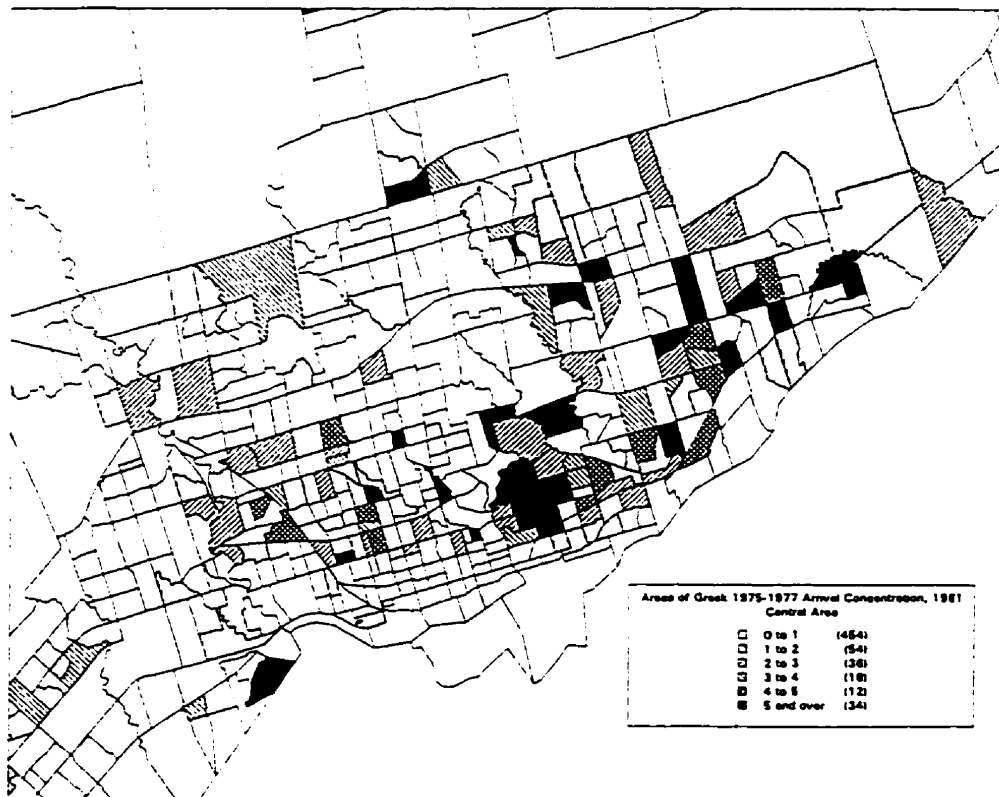 Areas of Greek 1975-1977 Arrival Concentration, 1981
Central Area
0 to 1 (454)
1 to 2 (54)
2 to 3 (36)
3 to 4 (18)
4 to 5 (12)
5 and over (34)